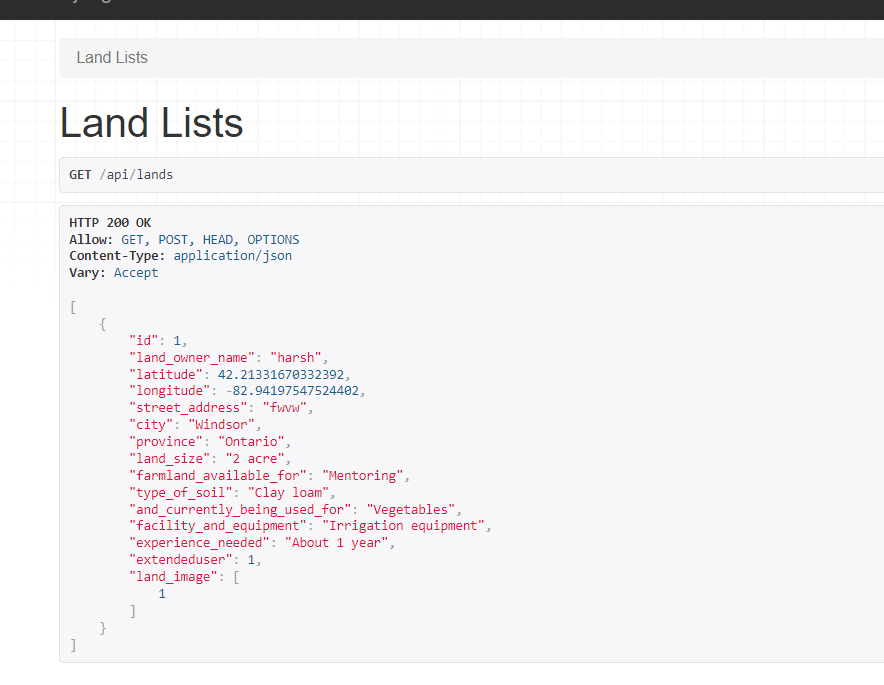 Land Lists
Land Lists
GET /api/lands
HTTP 200 OK
Allow: GET, POST, HEAD, OPTIONS
Content-Type: application/json
Vary: Accept
[
    {
        "id": 1,
        "land_owner_name": "harsh",
        "latitude": 42.21331670332392,
        "longitude": -82.94197547524402,
        "street_address": "fwvw",
        "city": "Windsor",
        "province": "Ontario",
        "land_size": "2 acre",
        "farmland_available_for": "Mentoring",
        "type_of_soil": "Clay loam",
        "and_currently_being_used_for": "Vegetables",
        "facility_and_equipment": "Irrigation equipment",
        "experience_needed": "About 1 year",
        "extendeduser": 1,
        "land_image": [
            1
        ]
    }
]